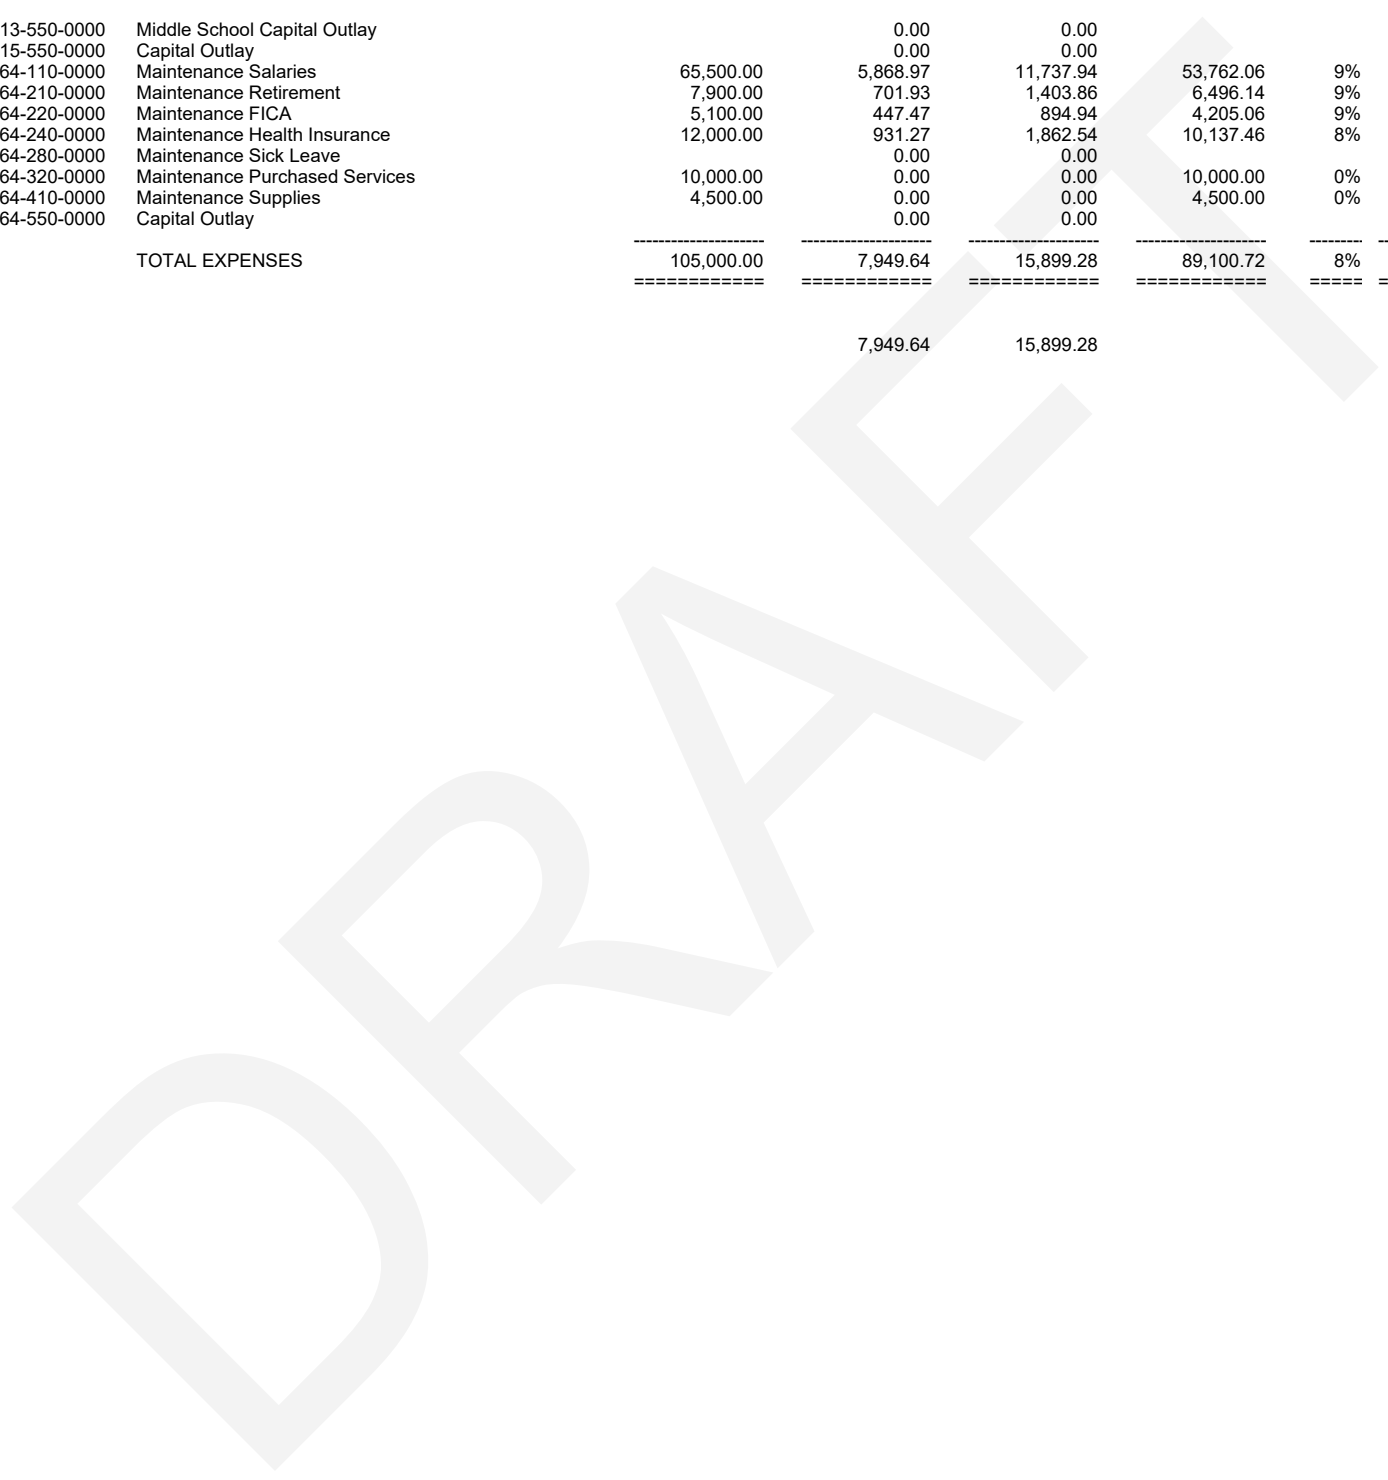 13-550-0000 Middle School Capital Outlay 0.00 0.00
15-550-0000 Capital Outlay 0.00 0.00
64-110-0000 Maintenance Salaries 65,500.00 5,868.97 11,737.94 53,762.06 9%
64-210-0000 Maintenance Retirement 7,900.00 701.93 1,403.86 6,496.14 9%
64-220-0000 Maintenance FICA 5,100.00 447.47 894.94 4,205.06 9%
64-240-0000 Maintenance Health Insurance 12,000.00 931.27 1,862.54 10,137.46 8%
64-280-0000 Maintenance Sick Leave 0.00 0.00
64-320-0000 Maintenance Purchased Services 10,000.00 0.00 0.00 10,000.00 0%
64-410-0000 Maintenance Supplies 4,500.00 0.00 0.00 4,500.00 0%
64-550-0000 Capital Outlay 0.00 0.00
--------------------- --------------------- --------------------- --------------------- -------- --
TOTAL EXPENSES 105,000.00 7,949.64 15,899.28 89,100.72 8%
============ ============ ============ ============ ===== =
7,949.64 15,899.28
DRAFT